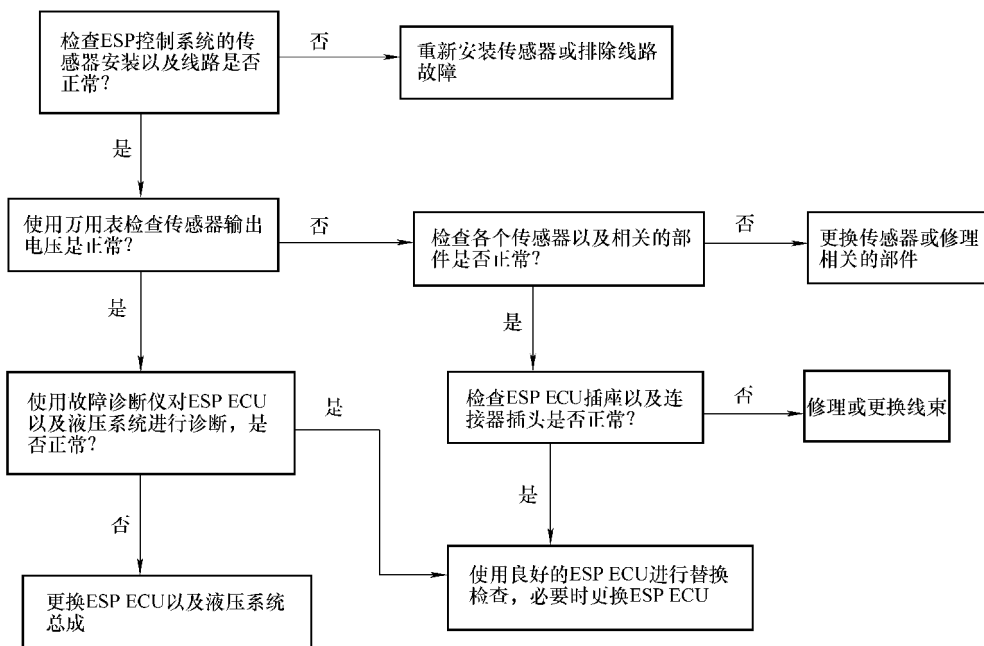 检查ESP控制系统的传
感器安装以及线路是否
正常?
否
重新安装传感器或排除线路
故障
是
使用万用表检查传感器输出
电压是正常?
否
检查各个传感器以及相关的部
件是否正常?
否
更换传感器或修理
相关的部件
是
是
使用故障诊断仪对ESP ECU
以及液压系统进行诊断，是
否正常?
是
检查ESP ECU插座以及连
接器插头是否正常?
否
修理或更换线束
否
是
更换ESP ECU以及液压系统
总成
使用良好的ESP ECU进行替换
检查，必要时更换ESP ECU